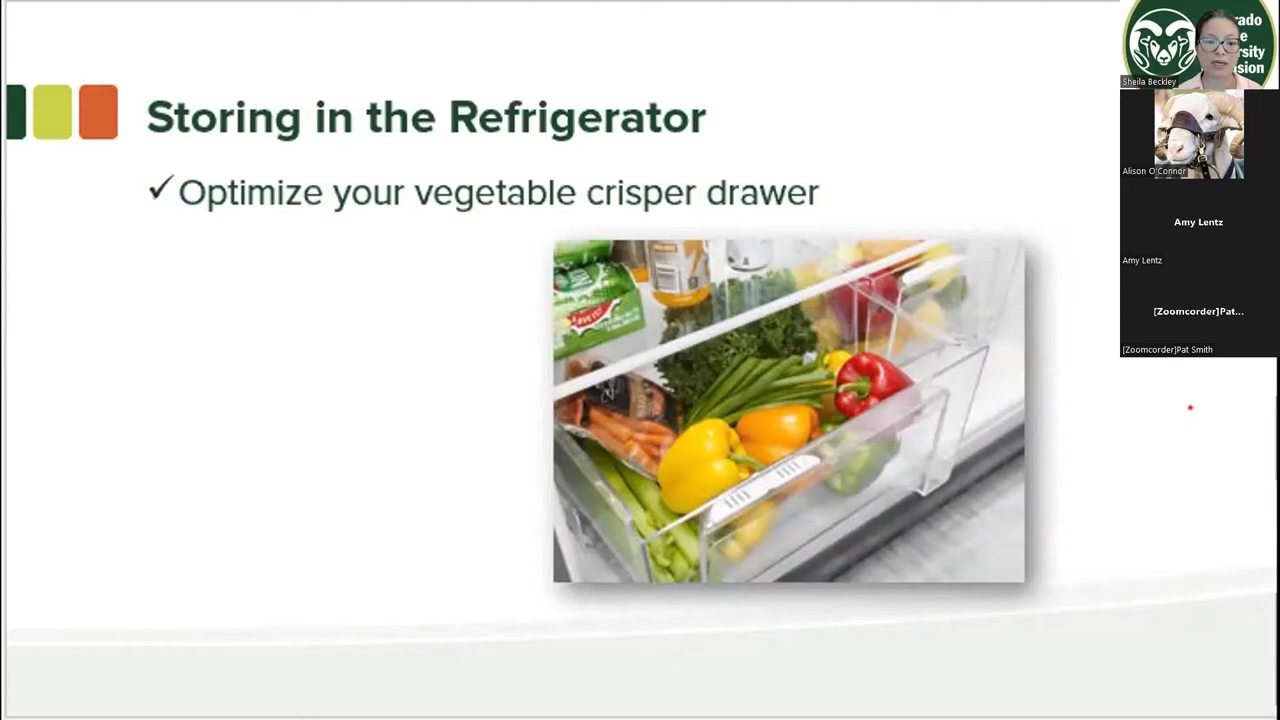 Storing in the Refrigerator
✓Optimize your vegetable crisper drawer
Sheila Beckley
Alison O'Connor
Amy Lentz
Amy Lentz
[Zoomcorder]Pat...
[Zoomcorder]Pat Smith